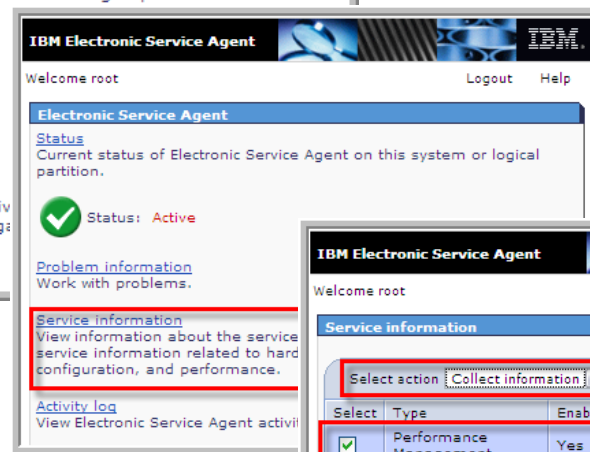 IBM Electronic Service Agent
IBM.
Welcome root
Logout Help
Electronic Service Agent
Status
Current status of Electronic Service Agent on this system or logical
partition.
Status: Active
Problem information
Work with problems.
Service information
View information about the service
service information related to hard
configuration, and performance.
Activity log
View Electronic Service Agent activi
IBM Electronic Service Agent
Welcome root
Service information
Select action Collect information
Select Type Enab
Performance
Yes